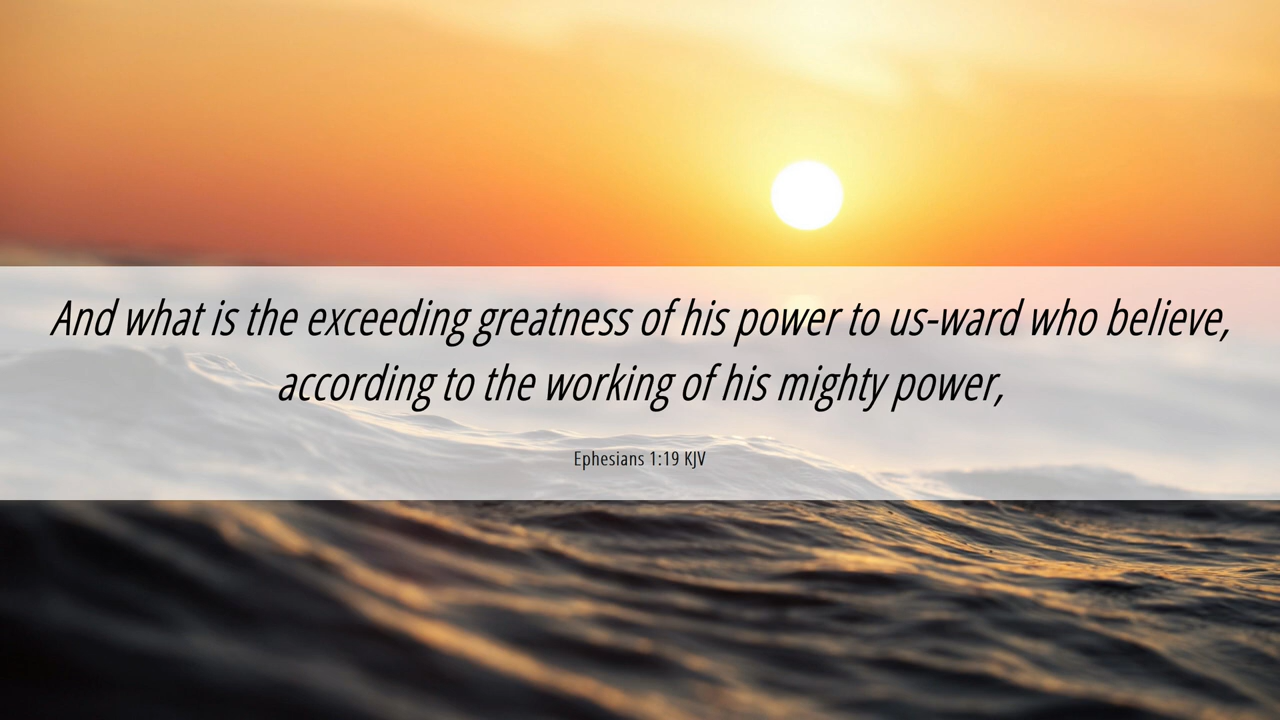 And what is the exceeding greatness of his power to us-ward who believe,
according to the working of his mighty power,
Ephesians 1:19 KJV